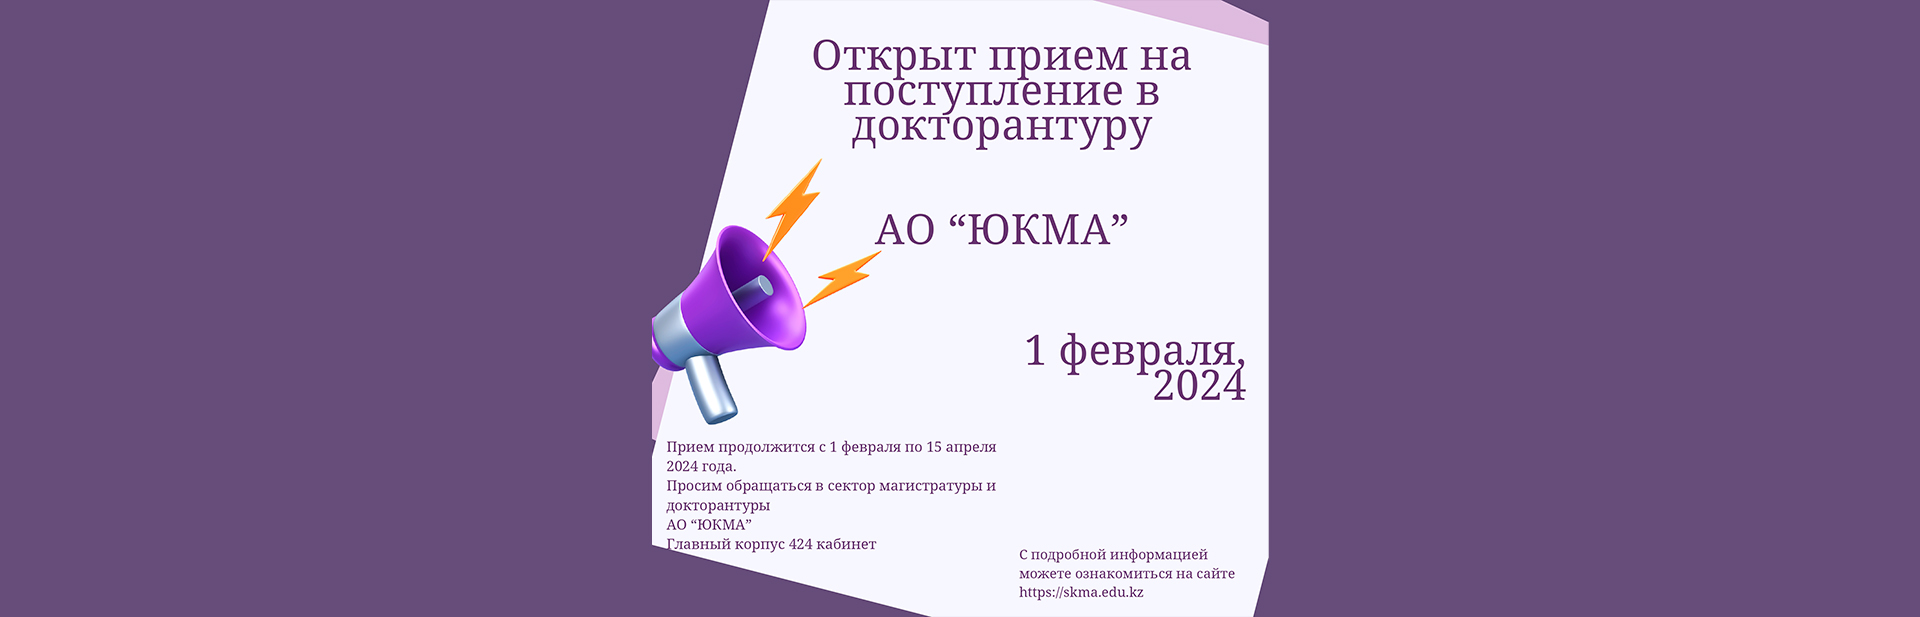 Открыт прием на
поступление в
докторантуру
АО “ЮКМА”
1 февраля,
2024
Прием продолжится с 1 февраля по 15 апреля
2024 года.
Просим обращаться в сектор магистратуры и
докторантуры
АО “ЮКМА”
Главный корпус 424 кабинет
С подробной информацией
можете ознакомиться на сайте
https://skma.edu.kz